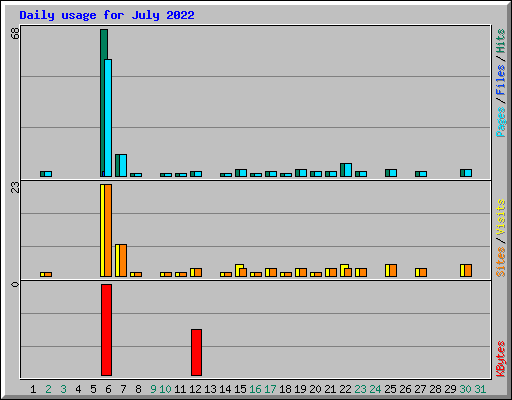 Daily usage for July 2022
68
23
0
Pages / Files / Hits
Sites / Visits
KBytes
1 2 3 4 5 6 7 8 9 10 11 12 13 14 15 16 17 18 19 20 21 22 23 24 25 26 27 28 29 30 31